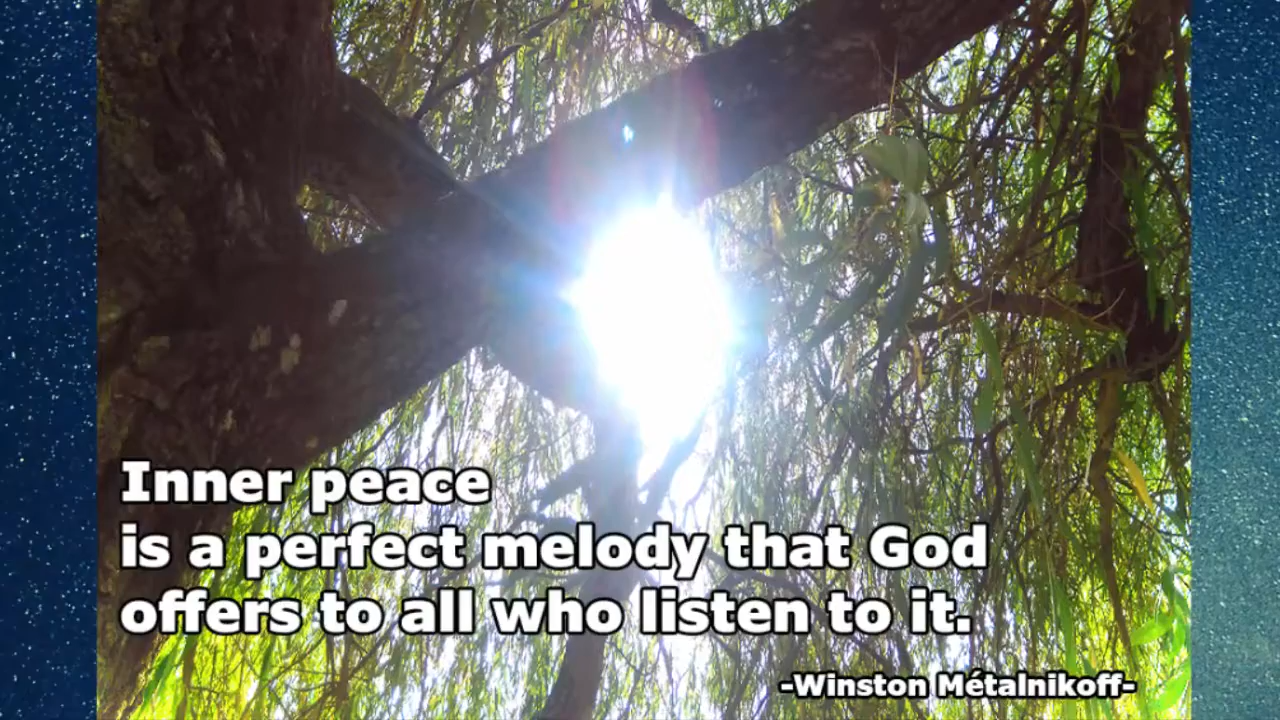 Inner peace
is a perfect melody that God
offers to all who listen to it.
-Winston Métalnikoff-